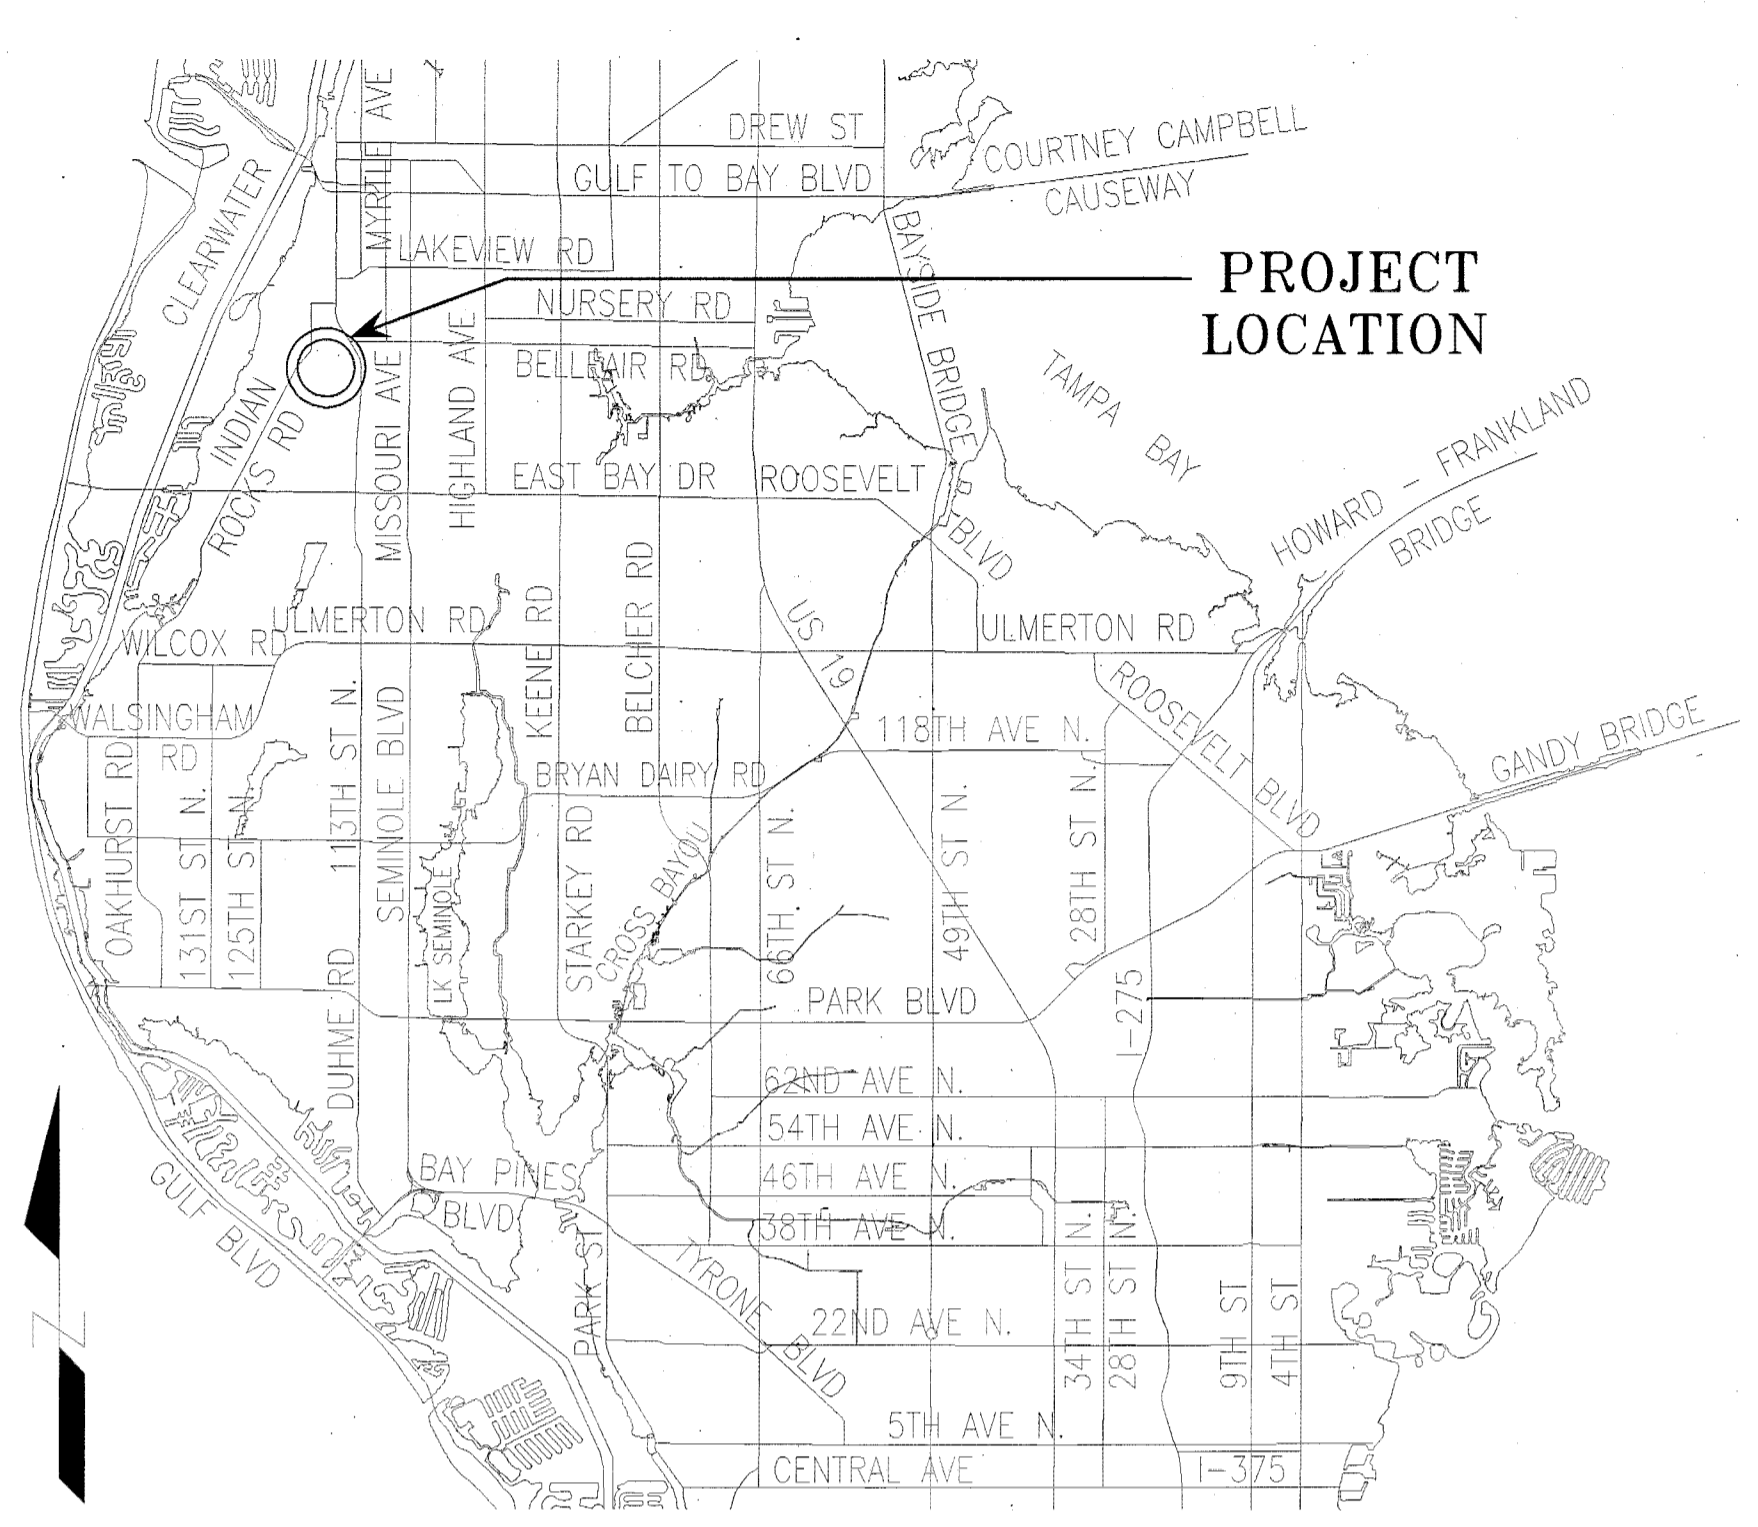 MYRTLE AVE
DREW ST
COURTNEY CAMPBELL
CAUSEWAY
GULF TO BAY BLVD
CLEARWATER
LAKEVIEW RD
BAYSIDE BRIDGE
PROJECT
LOCATION
NURSERY RD
BELLEAIR RD
TAMPA BAY
INDIAN
ROCKS RD
MISSOURI AVE
HIGHLAND AVE
HOWARD - FRANKLAND
BRIDGE
EAST BAY DR
ROOSEVELT
BLVD
ULMERTON RD
WILCOX RD
KEENE RD
BELCHER RD
US 19
ULMERTON RD
WALSINGHAM
RD
113TH ST N.
SEMINOLE BLVD
118TH AVE N.
ROOSEVELT BLVD
GANDY BRIDGE
BRYAN DAIRY RD
OAKHURST RD
131ST ST N.
125TH ST N.
LK SEMINOLE
STARKEY RD
CROSS BAYOU
66TH. ST N.
49TH ST N.
28TH ST N.
DUHME RD
PARK BLVD
I-275
62ND AVE N.
54TH AVE N.
46TH AVE N.
38TH AVE N.
BAY PINES
BLVD
GULF BLVD
PARK ST
TYRONE BLVD
22ND AVE N.
34TH ST N.
28TH ST N.
9TH ST
4TH ST
5TH AVE N.
CENTRAL AVE
I-375
N